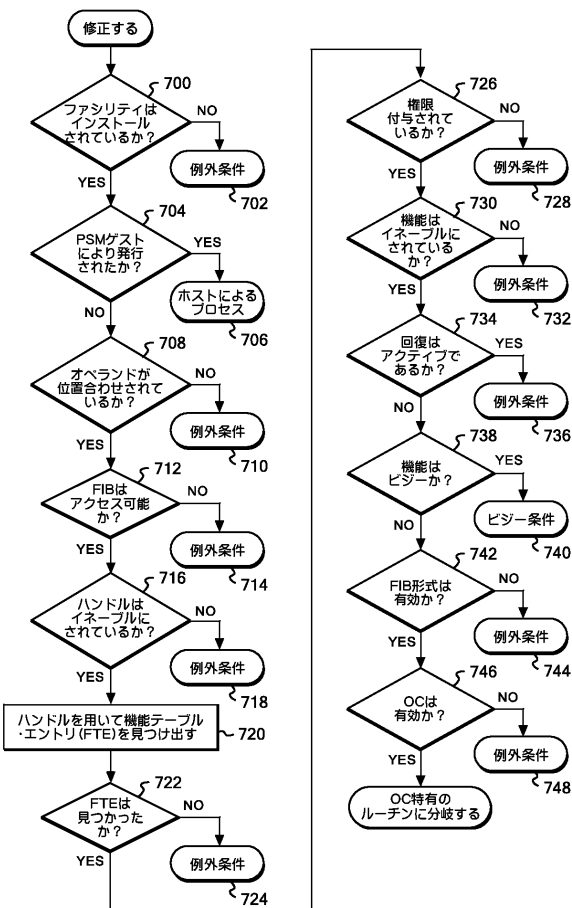 修正する
700
ファシリティは
インストール
されているか?
NO
例外条件
702
YES
704
PSMゲスト
により発行
されたか?
YES
ホストによる
プロセス
706
NO
708
オペランドが
位置合わせされて
いるか?
NO
例外条件
710
YES
712
FIBは
アクセス可能
か?
NO
例外条件
714
YES
716
ハンドルは
イネーブルに
されているか?
NO
例外条件
718
YES
ハンドルを用いて機能テーブル
・エントリ(FTE)を見つけ出す
720
722
FTEは
見つかった
か?
NO
例外条件
724
YES
726
権限
付与されて
いるか?
NO
例外条件
728
YES
730
機能は
イネーブルに
されている
か?
NO
例外条件
732
YES
734
回復は
アクティブで
あるか?
YES
例外条件
736
NO
738
機能は
ビジーか?
YES
ビジー条件
740
NO
742
FIB形式は
有効か?
NO
例外条件
744
YES
746
OCは
有効か?
NO
例外条件
748
YES
OC特有の
ルーチンに分岐する